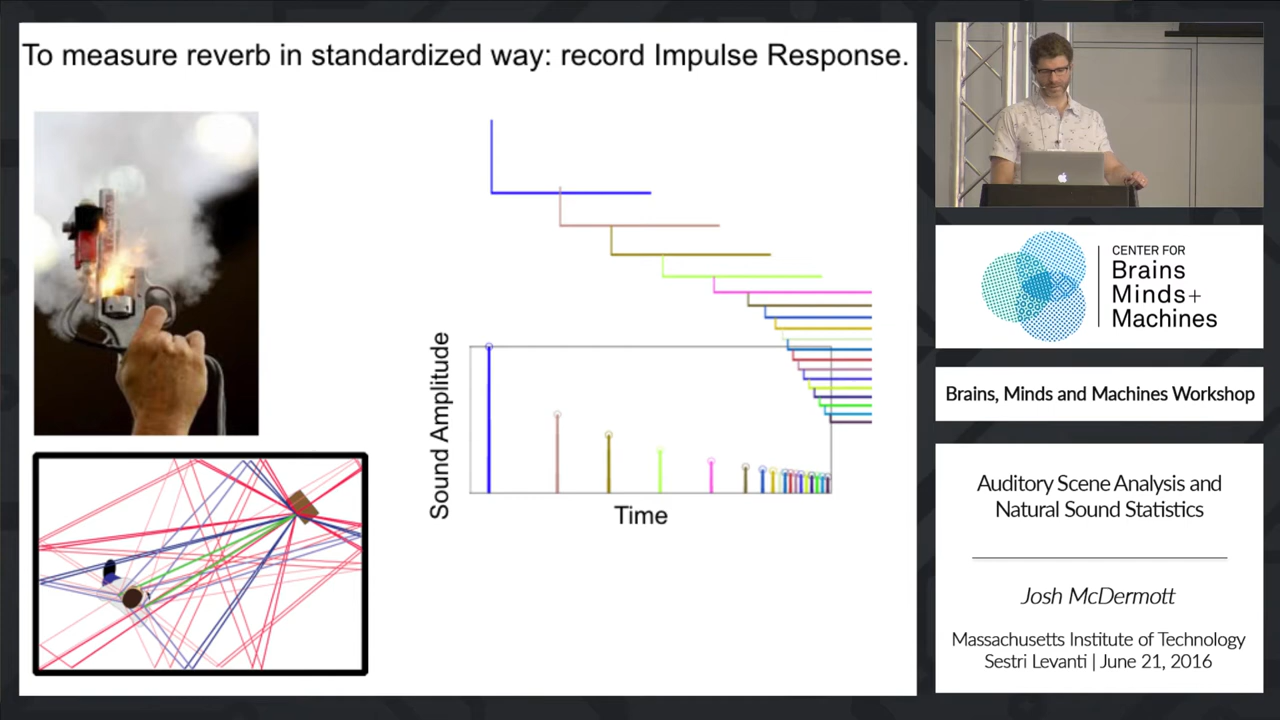 To measure reverb in standardized way: record Impulse Response.
Sound Amplitude
Time
CENTER FOR
Brains
Minds+
Machines
Brains, Minds and Machines Workshop
Auditory Scene Analysis and
Natural Sound Statistics
Josh McDermott
Massachusetts Institute of Technology
Sestri Levanti | June 21, 2016